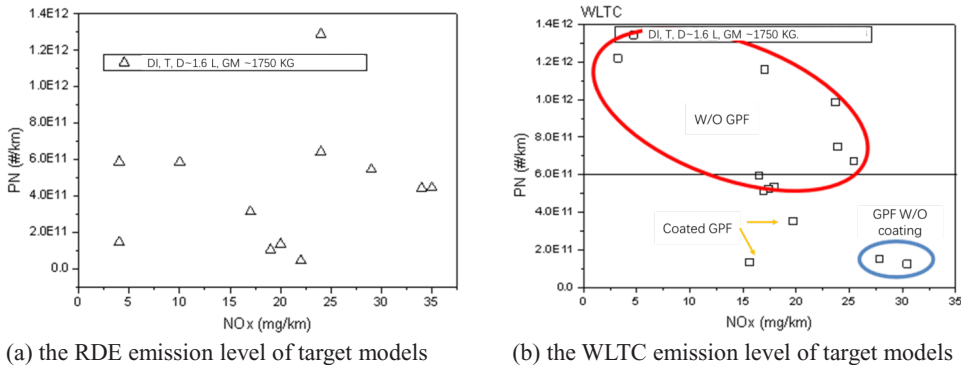 WLTC
1.4E12
DI, T, D~1.6 L, GM ~1750 KG
1.2E12
1.0E12
8.0E11
6.0E11
4.0E11
2.0E11
0.0
PN (#/km)
0 5 10 15 20 25 30 35
NOx (mg/km)
1.4E12
DI, T, D~1.6 L, GM ~1750 KG.
1.2E12
1.0E12
8.0E11
6.0E11
4.0E11
2.0E11
0.0
PN (#/km)
W/O GPF
Coated GPF
GPF W/O
coating
0 5 10 15 20 25 30 35
NOx (mg/km)
(a) the RDE emission level of target models
(b) the WLTC emission level of target models